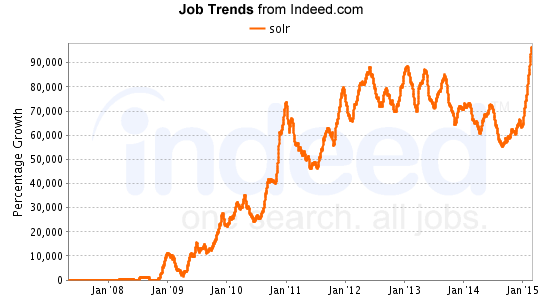 Job Trends from Indeed.com
solr
Percentage Growth
90,000
80,000
70,000
60,000
50,000
40,000
30,000
20,000
10,000
0
Jan '08 Jan '09 Jan '10 Jan '11 Jan '12 Jan '13 Jan '14 Jan '15
indeed
one search. all jobs.
TM